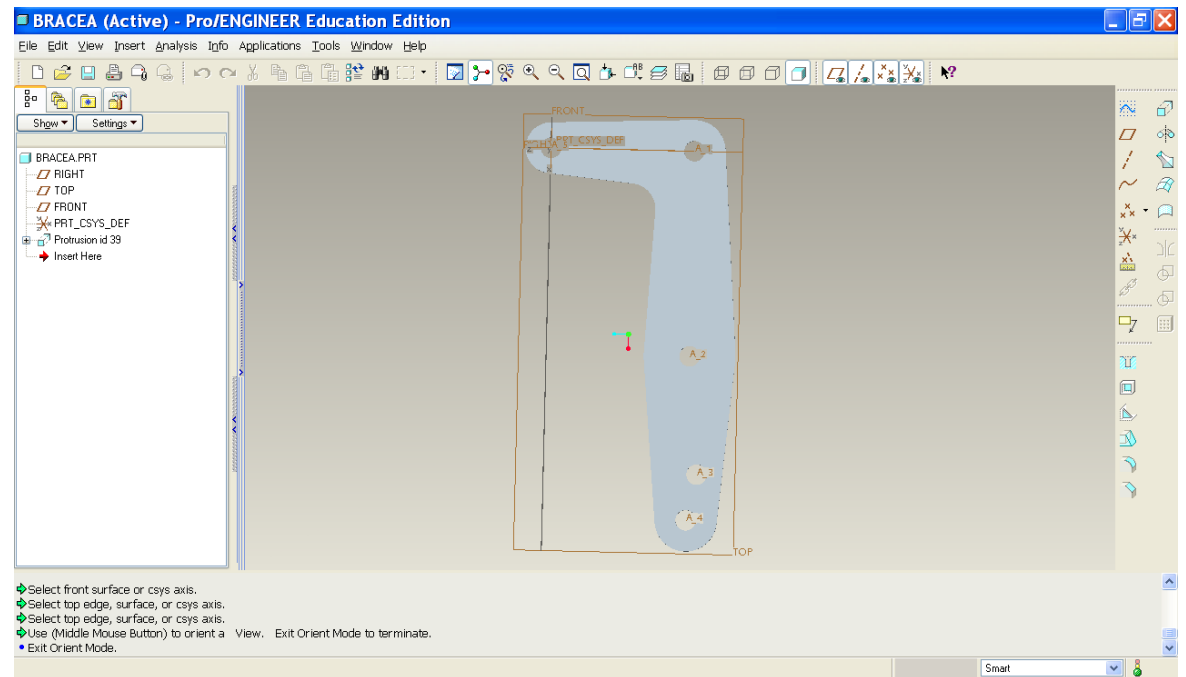 BRACEA (Active) - Pro/ENGINEER Education Edition
File Edit View Insert Analysis Info Applications Tools Window Help
Show Settings
BRACEA.PRT
RIGHT
TOP
FRONT
PRT_CSYS_DEF
Protrusion id 39
Insert Here
FRONT
PRT_CSYS_DEF
A_1
A_2
A_3
A_4
TOP
Select front surface or csys axis.
Select top edge, surface, or csys axis.
Select top edge, surface, or csys axis.
Use (Middle Mouse Button) to orient a View. Exit Orient Mode to terminate.
Exit Orient Mode.
Smart